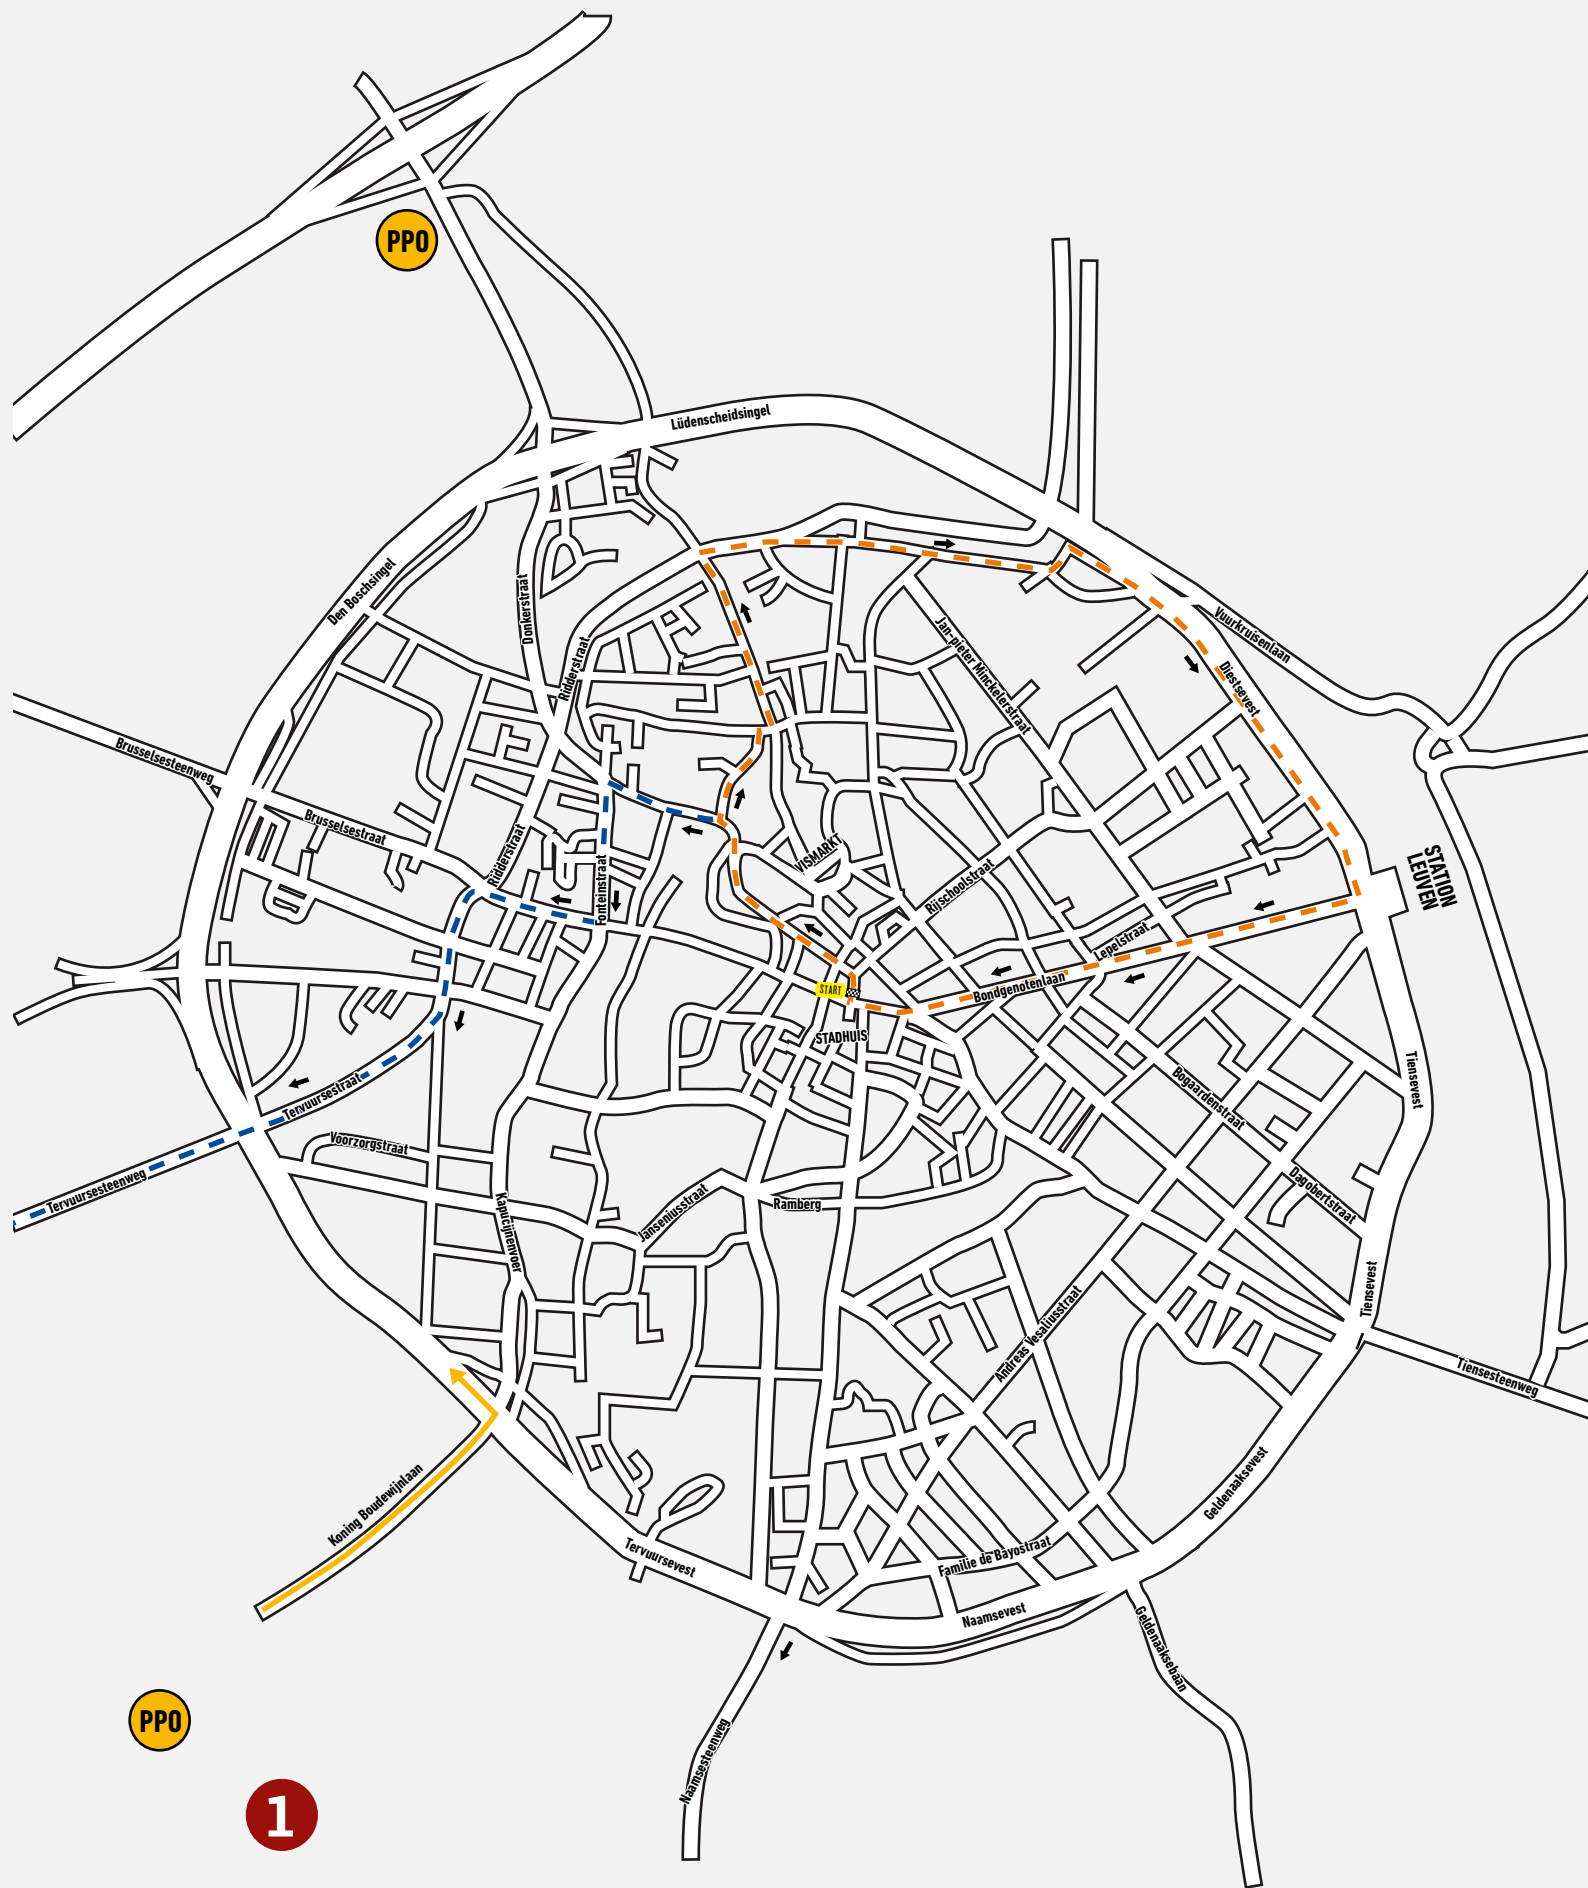 PPO
Lüdenscheidsingel
Den Boschsingel
Donkerstraat
Ridderstraat
Jan-pieter Minckelerstraat
Vuurkruisenlaan
Diestsevest
Brusselsesteenweg
Brusselsestraat
Ridderstraat
Fonteinstraat
VISMARKT
Rijschoolstraat
STATION
LEUVEN
Lepelstraat
Bondgenotenlaan
START
STADHUIS
Tiensevest
Bogaardenstraat
Tervuursestraat
Voorzorgstraat
Tervuursesteenweg
Kapucijnenvoer
Janseniusstraat
Ramberg
Dagobertstraat
Tiensevest
Andreas Vesaliusstraat
Tiensesteenweg
Koning Boudewijnlaan
Geldenaaksevest
Tervuursevest
Familie de Bayostraat
Naamsevest
Geldenaaksebaan
Naamsesteenweg
PPO
1